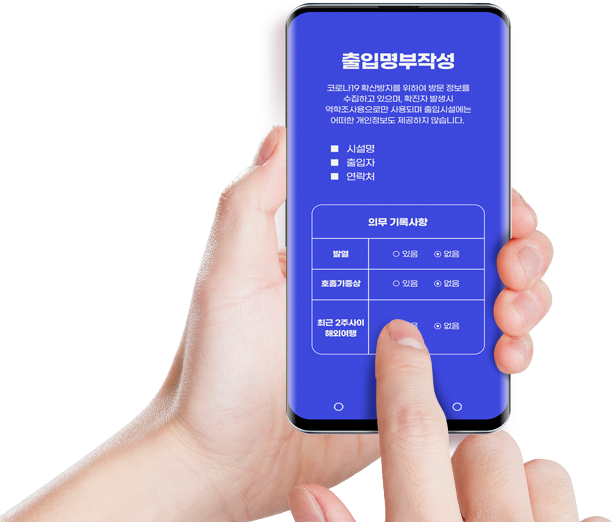 출입명부작성
코로나19 확산방지를 위하여 방문 정보를
수집하고 있으며, 확진자 발생시
역학조사용으로만 사용되며 출입시설에는
어떠한 개인정보도 제공하지 않습니다.
시설명
출입자
연락처
의무 기록사항
발열 있음 없음
호흡기증상 있음 없음
최근 2주사이
해외여행 없음